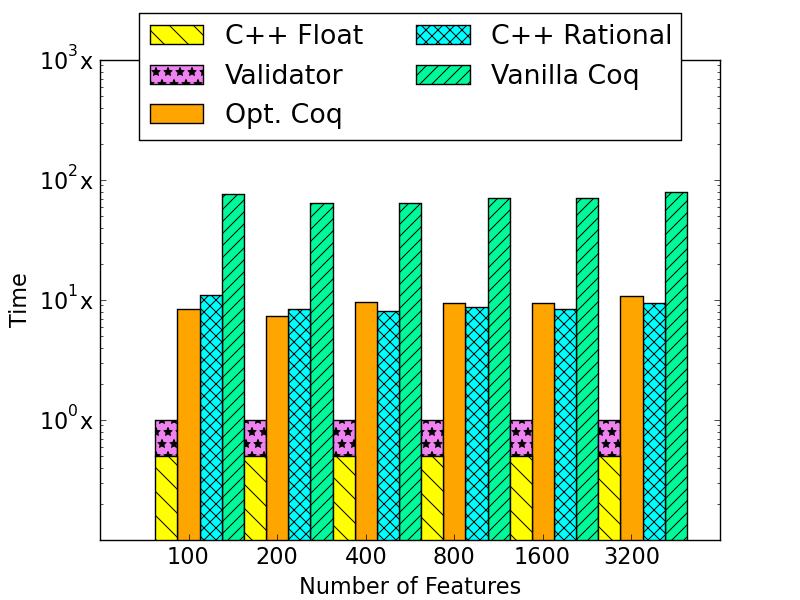 C++ Float
C++ Rational
Validator
Vanilla Coq
Opt. Coq
10^3x
10^2x
10^1x
10^0x
Time
100 200 400 800 1600 3200
Number of Features